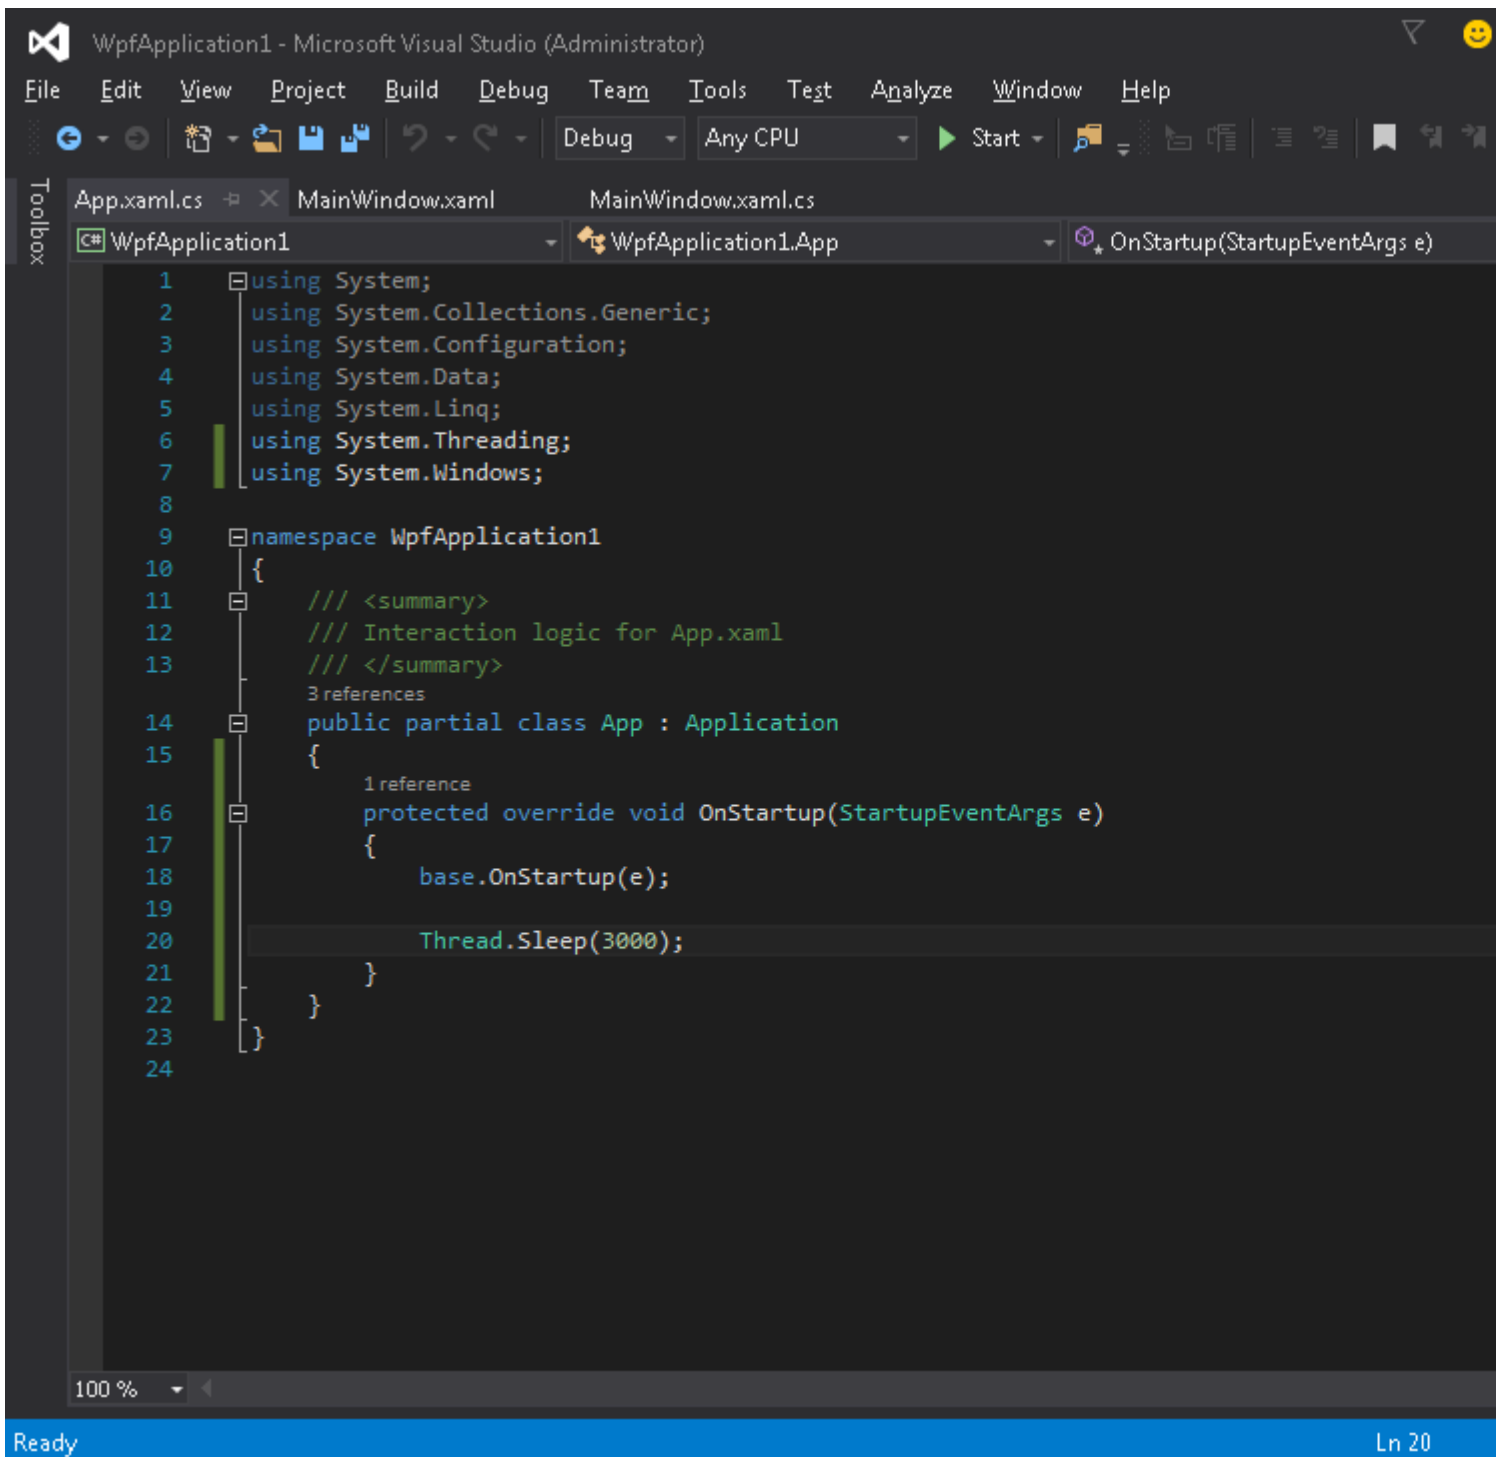 WpfApplication1 - Microsoft Visual Studio (Administrator)
File Edit View Project Build Debug Team Tools Test Analyze Window Help
Debug Any CPU Start
Toolbox
App.xaml.cs MainWindow.xaml MainWindow.xaml.cs
C# WpfApplication1 WpfApplication1.App OnStartup(StartupEventArgs e)
1 using System;
2 using System.Collections.Generic;
3 using System.Configuration;
4 using System.Data;
5 using System.Linq;
6 using System.Threading;
7 using System.Windows;
8
9 namespace WpfApplication1
10 {
11 /// <summary>
12 /// Interaction logic for App.xaml
13 /// </summary>
3 references
14 public partial class App : Application
15 {
1 reference
16 protected override void OnStartup(StartupEventArgs e)
17 {
18 base.OnStartup(e);
19
20 Thread.Sleep(3000);
21 }
22 }
23 }
24
100 %
Ready Ln 20